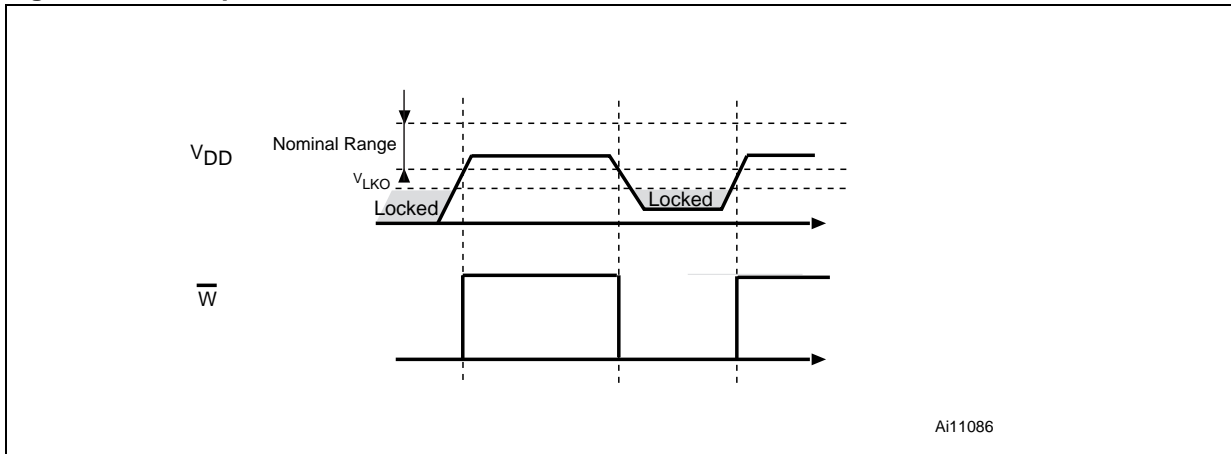 Nominal Range
VDD
VLKO
Locked
Locked
W̅
Ai11086